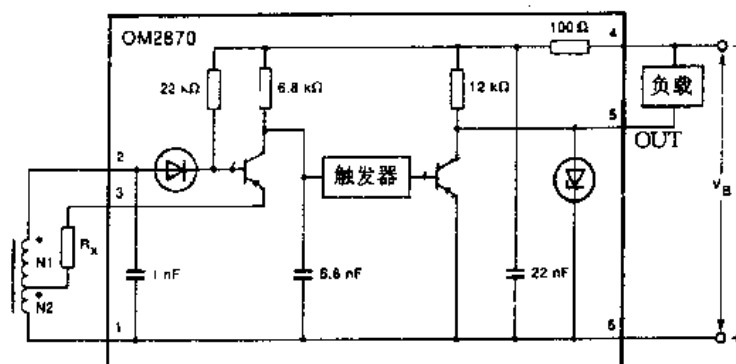 OM2870
100Ω
4
+
22 kΩ
6.8 kΩ
12 kΩ
负载
5
OUT
2
3
触发器
V_B
R_x
N1
N2
1 nF
6.8 nF
22 nF
1
6